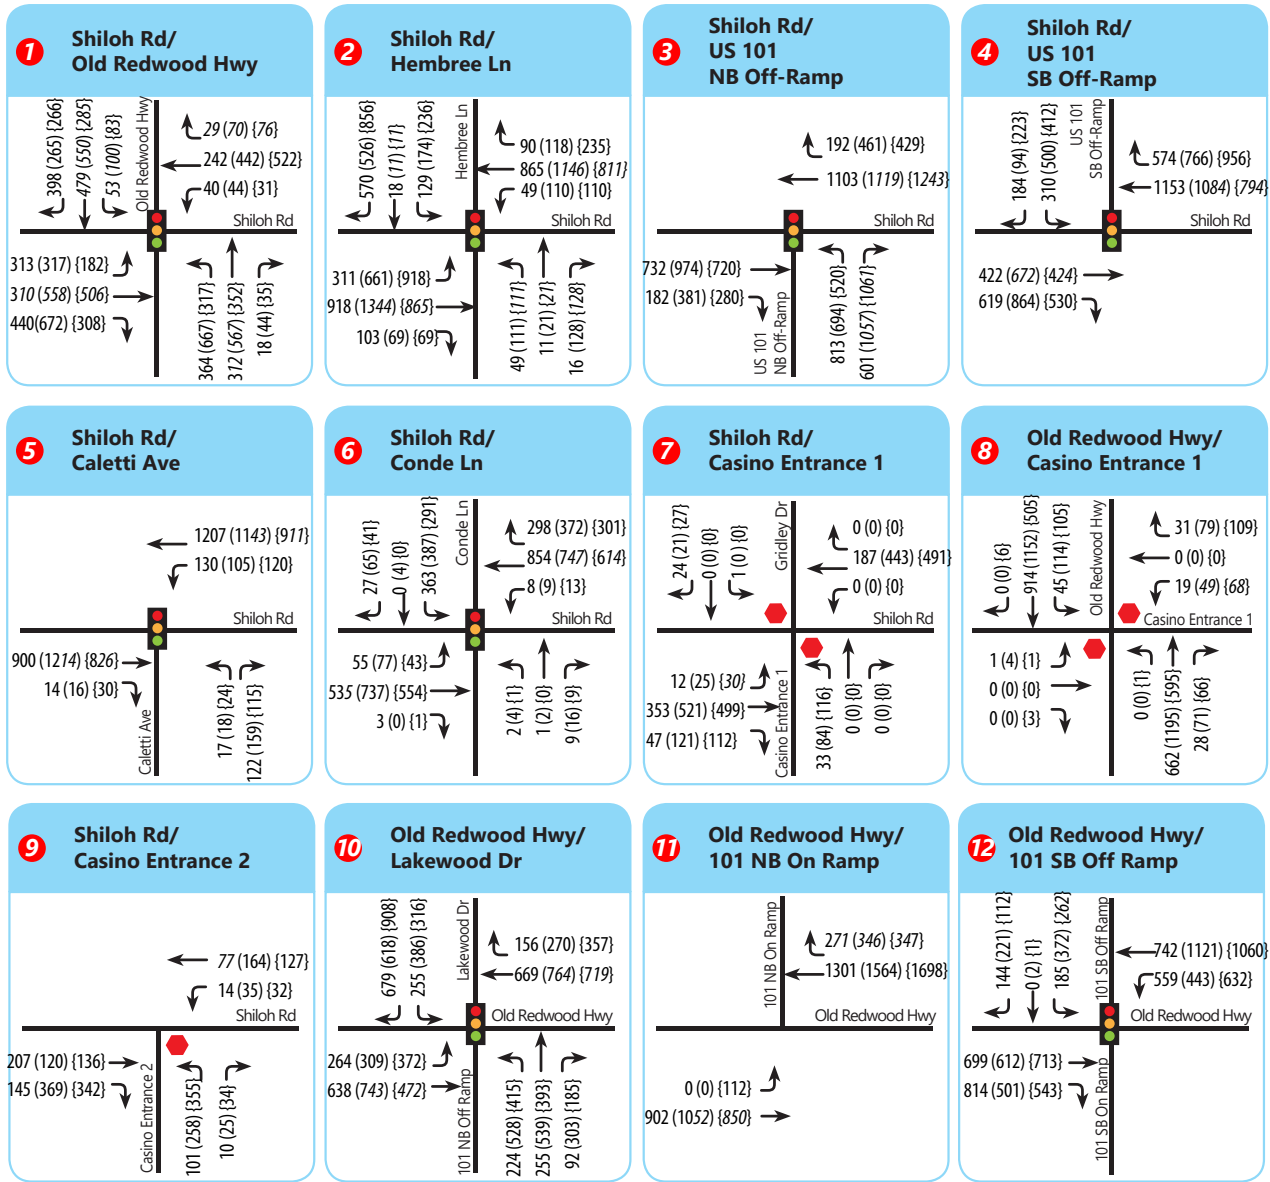 1
Shiloh Rd/
Old Redwood Hwy
398 (265) {266}
479 (550) {285}
53 (100) {83}
Old Redwood Hwy
29 (70) {76}
242 (442) {522}
40 (44) {31}
Shiloh Rd
313 (317) {182}
310 (558) {506}
440(672) {308}
364 (667) {317}
312 (567) {352}
18 (44) {35}
2
Shiloh Rd/
Hembree Ln
570 (526) {856}
18 (71) {11}
129 (174) {236}
Hembree Ln
90 (118) {235}
865 (1146) {811}
49 (110) {110}
Shiloh Rd
311 (661) {918}
918 (1344) {865}
103 (69) {69}
49 (111) {111}
11 (21) {21}
16 (128) {128}
3
Shiloh Rd/
US 101
NB Off-Ramp
192 (461) {429}
1103 (1119) {1243}
Shiloh Rd
732 (974) {720}
182 (381) {280}
US 101
NB Off-Ramp
813 (694) {520}
601 (1057) {1061}
4
Shiloh Rd/
US 101
SB Off-Ramp
184 (94) {223}
310 (500) {412}
US 101
SB Off-Ramp
574 (766) {956}
1153 (1084) {794}
Shiloh Rd
422 (672) {424}
619 (864) {530}
5
Shiloh Rd/
Caletti Ave
1207 (1143) {911}
130 (105) {120}
Shiloh Rd
900 (1214) {826}
14 (16) {30}
Caletti Ave
17 (18) {24}
122 (159) {115}
6
Shiloh Rd/
Conde Ln
27 (65) {41}
0 (4) {0}
363 (387) {291}
Conde Ln
298 (372) {301}
854 (747) {614}
8 (9) {13}
Shiloh Rd
55 (77) {43}
535 (737) {554}
3 (0) {1}
2 (4) {1}
1 (2) {0}
9 (16) {9}
7
Shiloh Rd/
Casino Entrance 1
24 (21) {27}
0 (0) {0}
1 (0 ) {0}
Gridley Dr
0 (0) {0}
187 (443) {491}
0 (0) {0}
Shiloh Rd
12 (25) {30}
353 (521) {499}
47 (121) {112}
Casino Entrance 1
33 (84) {116}
0 (0) {0}
0 (0) {0}
8
Old Redwood Hwy/
Casino Entrance 1
0 (0) {6}
914 (1152) {505}
45 (114) {105}
Old Redwood Hwy
31 (79) {109}
0 (0) {0}
19 (49) {68}
Casino Entrance 1
1 (4) {1}
0 (0) {0}
0 (0) {3}
0 (0) {1}
662 (1195) {595}
28 (71) {66}
9
Shiloh Rd/
Casino Entrance 2
77 (164) {127}
14 (35) {32}
Shiloh Rd
207 (120) {136}
145 (369) {342}
Casino Entrance 2
101 (258) {355}
10 (25) {34}
10
Old Redwood Hwy/
Lakewood Dr
679 (618) {908}
255 (386) {316}
Lakewood Dr
156 (270) {357}
669 (764) {719}
Old Redwood Hwy
264 (309) {372}
638 (743) {472}
101 NB Off Ramp
224 (528) {415}
255 (539) {393}
92 (303) {185}
11
Old Redwood Hwy/
101 NB On Ramp
101 NB On Ramp
271 (346) {347}
1301 (1564) {1698}
Old Redwood Hwy
0 (0) {112}
902 (1052) {850}
12
Old Redwood Hwy/
101 SB Off Ramp
144 (221) {112}
0 (2) {1}
185 (372) {262}
101 SB Off Ramp
742 (1121) {1060}
559 (443) {632}
Old Redwood Hwy
699 (612) {713}
814 (501) {543}
101 SB On Ramp